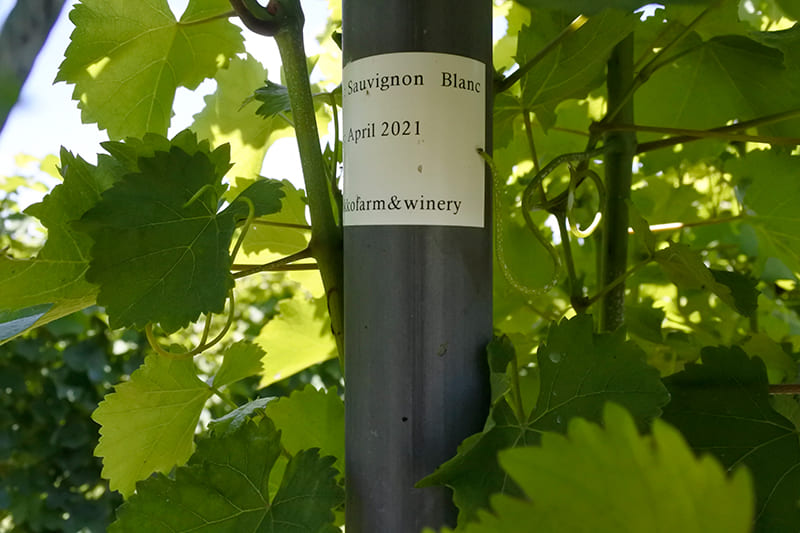 Sauvignon Blanc
April 2021
kofarm&winery